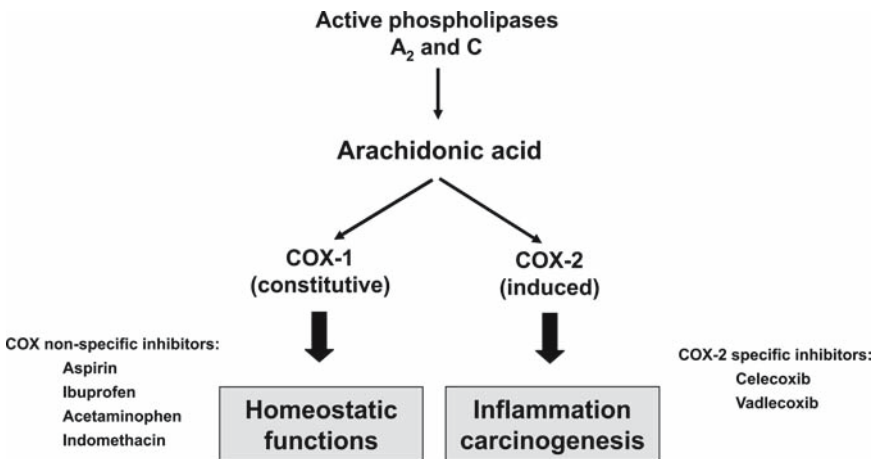 Active phospholipases
A₂ and C
Arachidonic acid
COX-1
(constitutive)
COX-2
(induced)
COX non-specific inhibitors:
Aspirin
Ibuprofen
Acetaminophen
Indomethacin
Homeostatic
functions
Inflammation
carcinogenesis
COX-2 specific inhibitors:
Celecoxib
Vadlecoxib